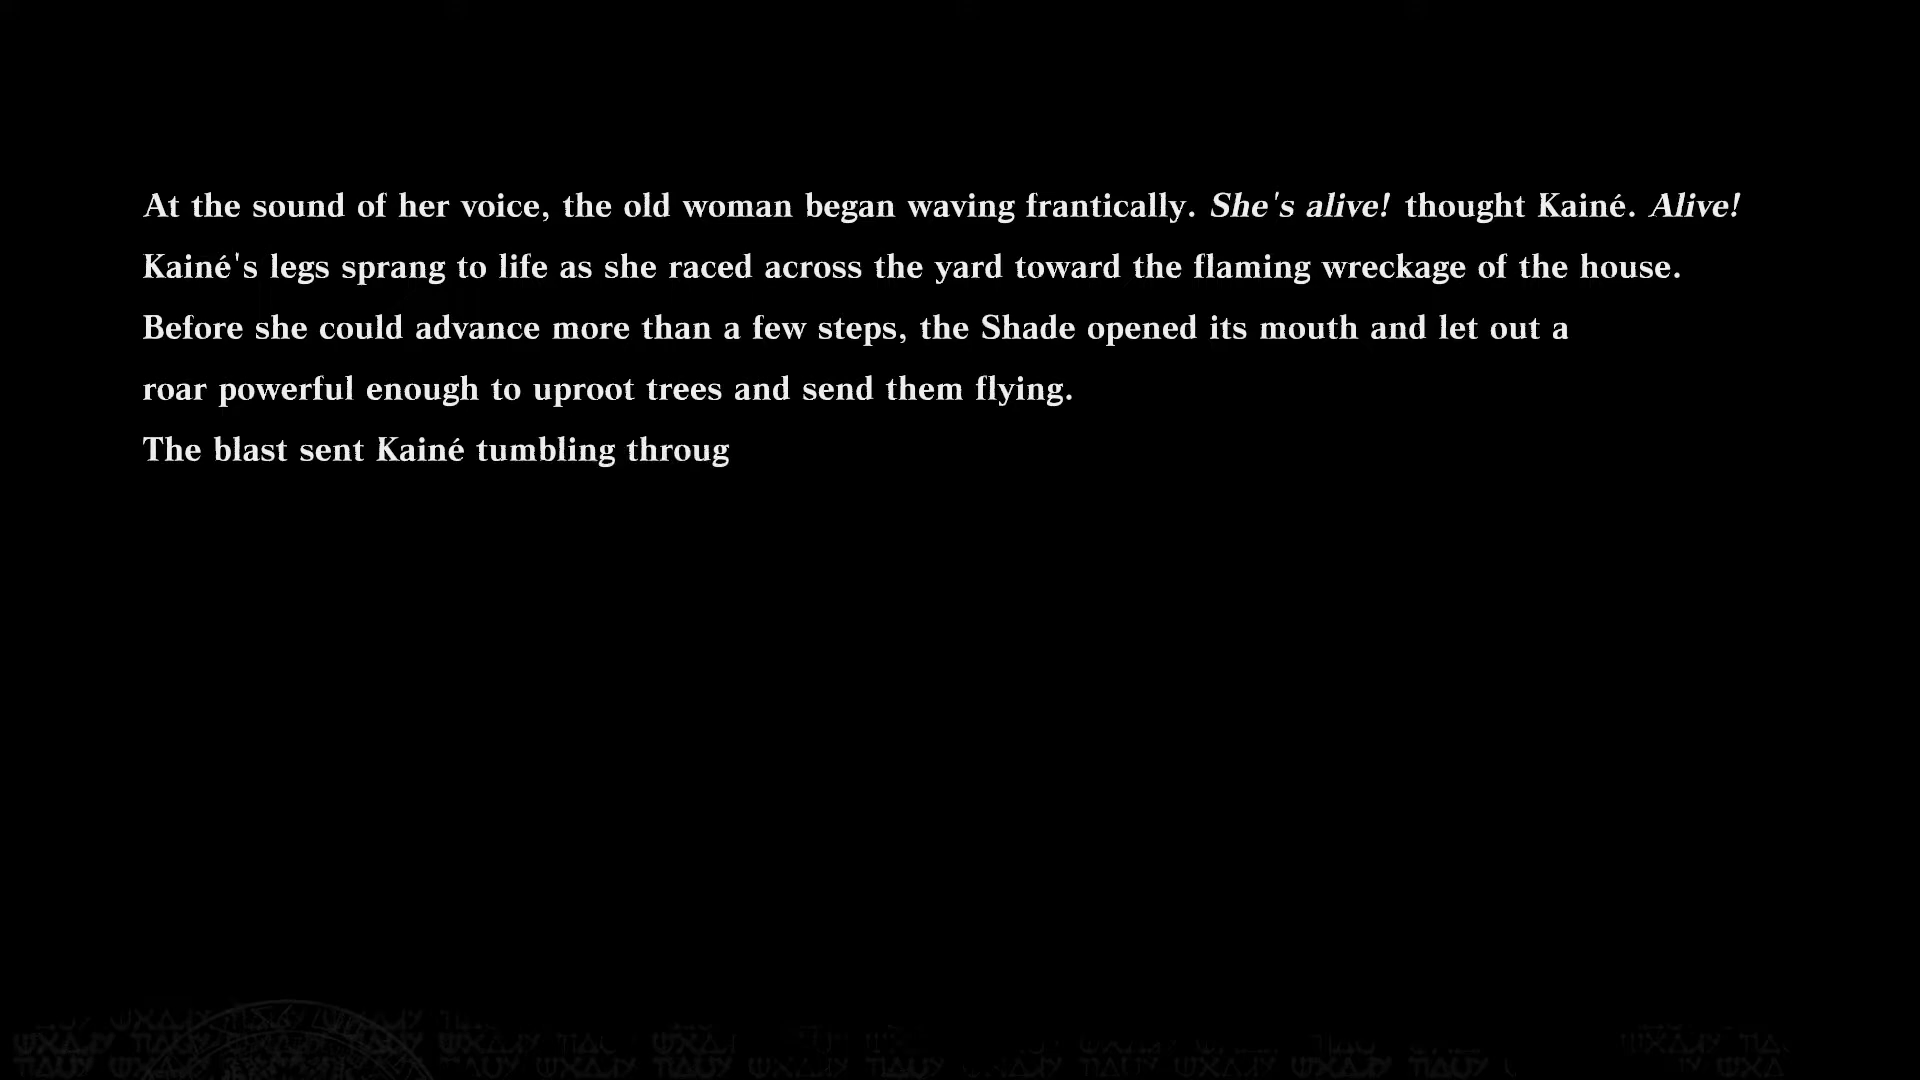 At the sound of her voice, the old woman began waving frantically. She's alive! thought Kainé. Alive!
Kainé's legs sprang to life as she raced across the yard toward the flaming wreckage of the house.
Before she could advance more than a few steps, the Shade opened its mouth and let out a
roar powerful enough to uproot trees and send them flying.
The blast sent Kainé tumbling throug